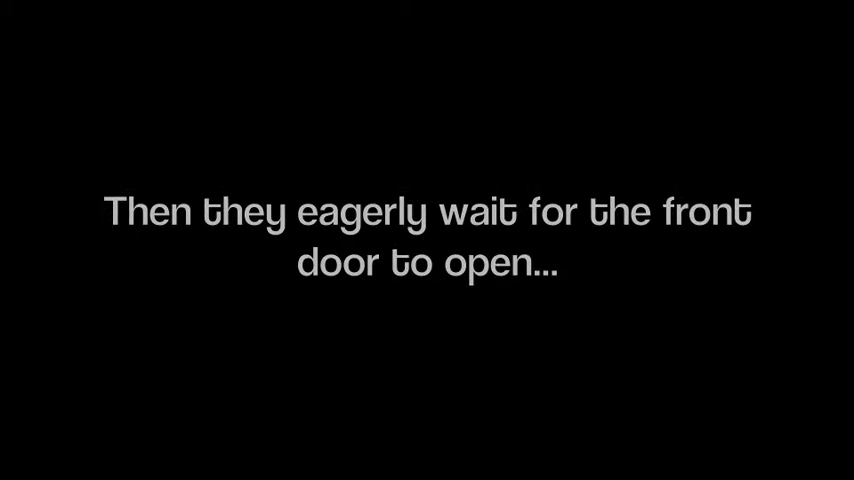 Then they eagerly wait for the front
door to open...